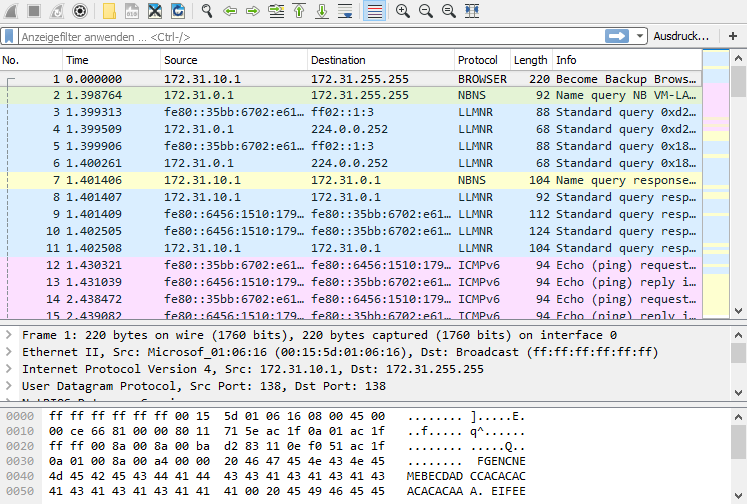 Anzeigefilter anwenden ... <Ctrl-/> Ausdruck... +
No. Time Source Destination Protocol Length Info
1 0.000000 172.31.10.1 172.31.255.255 BROWSER 220 Become Backup Brows...
2 1.398764 172.31.0.1 172.31.255.255 NBNS 92 Name query NB VM-LA...
3 1.399313 fe80::35bb:6702:e61... ff02::1:3 LLMNR 88 Standard query 0xd2...
4 1.399509 172.31.0.1 224.0.0.252 LLMNR 68 Standard query 0xd2...
5 1.399906 fe80::35bb:6702:e61... ff02::1:3 LLMNR 88 Standard query 0x18...
6 1.400261 172.31.0.1 224.0.0.252 LLMNR 68 Standard query 0x18...
7 1.401406 172.31.10.1 172.31.0.1 NBNS 104 Name query response...
8 1.401407 172.31.10.1 172.31.0.1 LLMNR 92 Standard query resp...
9 1.401409 fe80::6456:1510:179... fe80::35bb:6702:e61... LLMNR 112 Standard query resp...
10 1.402505 fe80::6456:1510:179... fe80::35bb:6702:e61... LLMNR 124 Standard query resp...
11 1.402508 172.31.10.1 172.31.0.1 LLMNR 104 Standard query resp...
12 1.430321 fe80::35bb:6702:e61... fe80::6456:1510:179... ICMPv6 94 Echo (ping) request...
13 1.431039 fe80::6456:1510:179... fe80::35bb:6702:e61... ICMPv6 94 Echo (ping) reply i...
14 2.438472 fe80::35bb:6702:e61... fe80::6456:1510:179... ICMPv6 94 Echo (ping) request...
15 2.439082 fe80::6456:1510:179... fe80::35bb:6702:e61... ICMPv6 94 Echo (ping) reply i...
Frame 1: 220 bytes on wire (1760 bits), 220 bytes captured (1760 bits) on interface 0
Ethernet II, Src: Microsof_01:06:16 (00:15:5d:01:06:16), Dst: Broadcast (ff:ff:ff:ff:ff:ff)
Internet Protocol Version 4, Src: 172.31.10.1, Dst: 172.31.255.255
User Datagram Protocol, Src Port: 138, Dst Port: 138
0000 ff ff ff ff ff ff 00 15 5d 01 06 16 08 00 45 00 ........ ].....E.
0010 00 ce 66 81 00 00 80 11 71 5e ac 1f 0a 01 ac 1f ..f..... q^......
0020 ff ff 00 8a 00 8a 00 ba d2 83 11 0e f0 51 ac 1f ........ .....Q..
0030 0a 01 00 8a 00 a4 00 00 20 46 47 45 4e 43 4e 45 ........ FGENCNE
0040 4d 45 42 45 43 44 41 44 43 43 41 43 41 43 41 43 MEBECDAD CCACACAC
0050 41 43 41 43 41 43 41 41 41 00 20 45 49 46 45 45 ACACACAA A. EIFEE